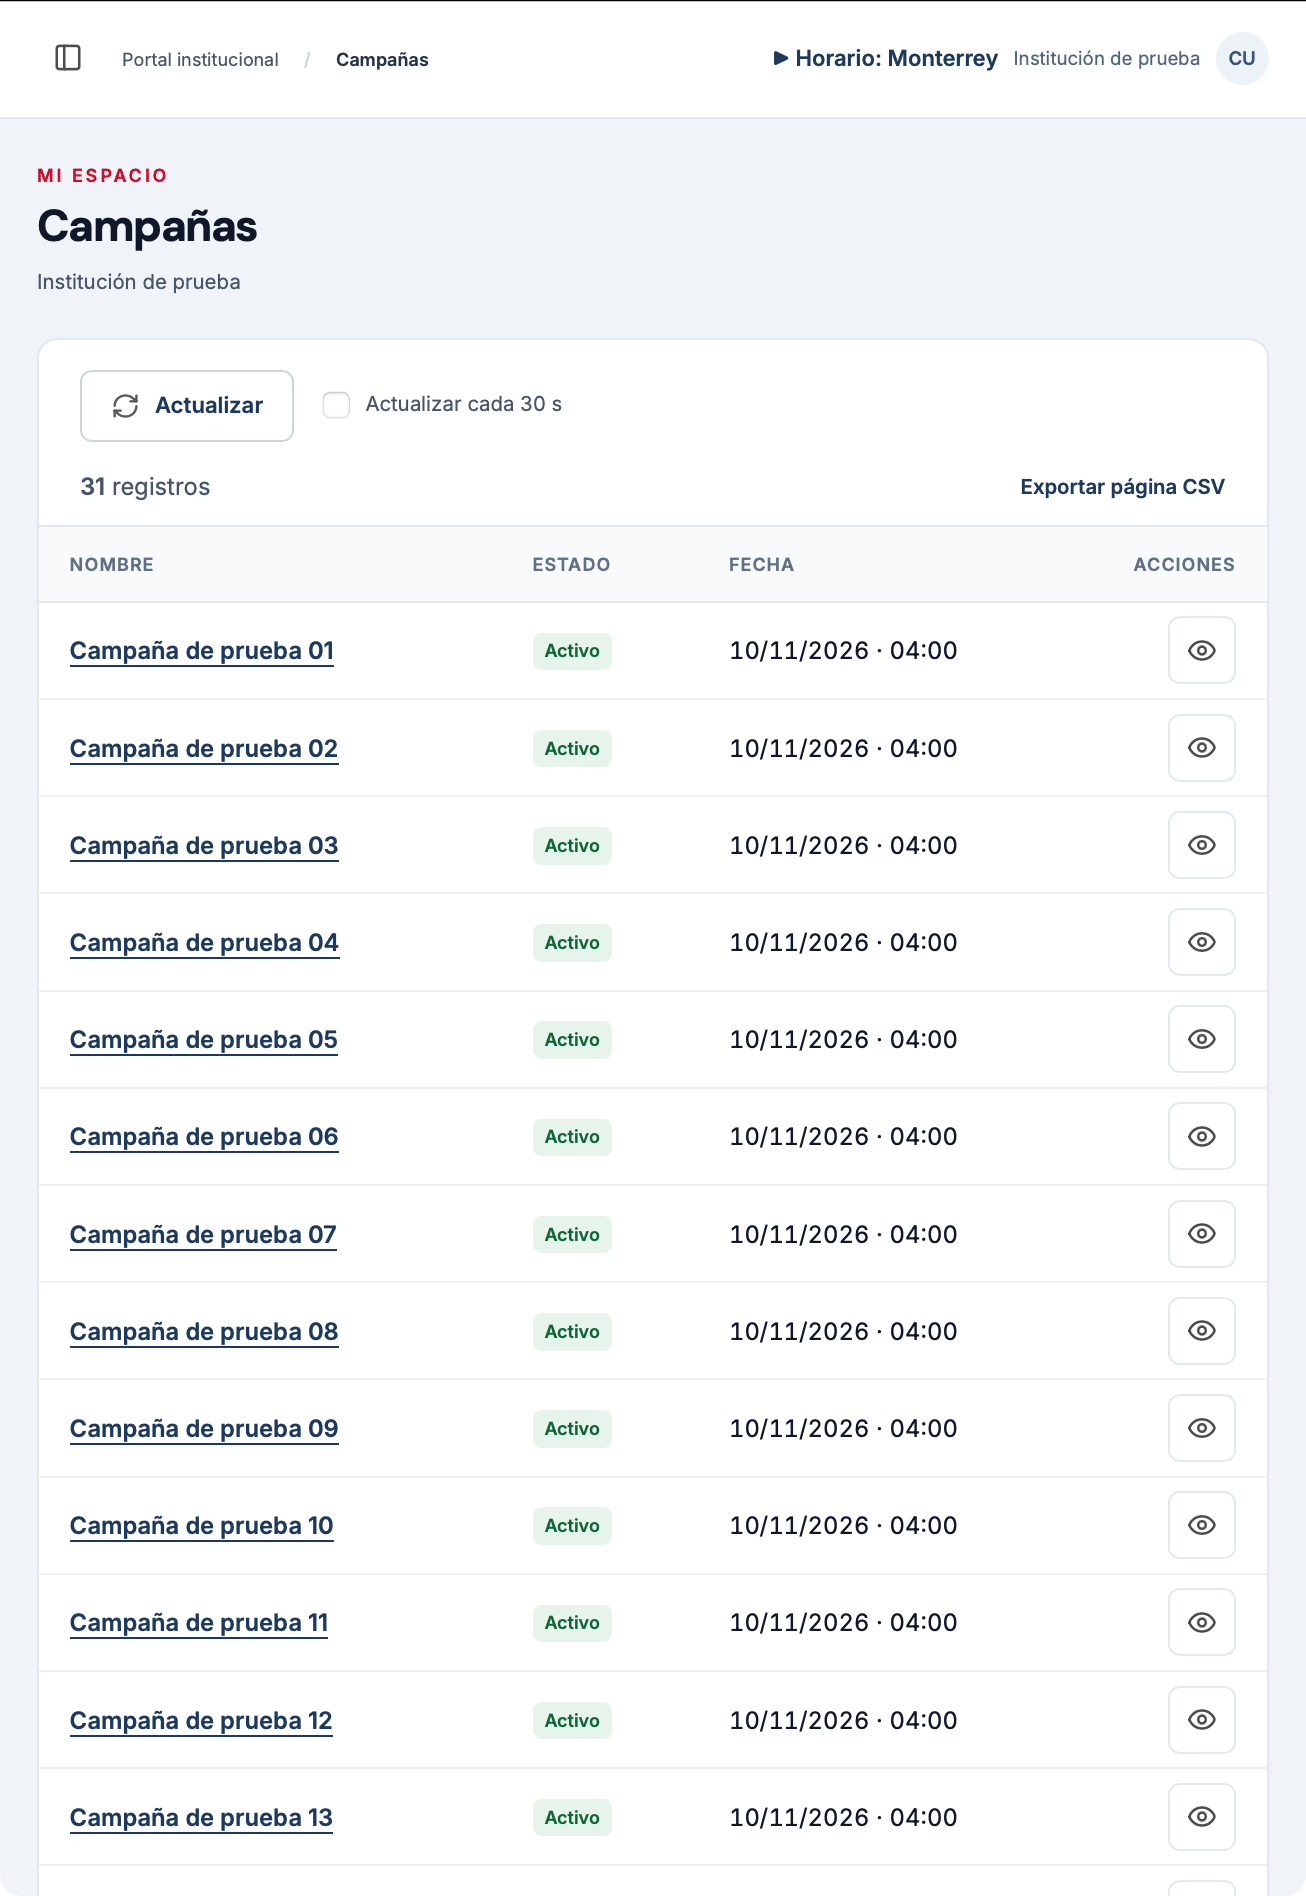 Portal institucional / Campañas
▶ Horario: Monterrey Institución de prueba CU
MI ESPACIO
Campañas
Institución de prueba
Actualizar Actualizar cada 30 s
31 registros Exportar página CSV
NOMBRE ESTADO FECHA ACCIONES
Campaña de prueba 01 Activo 10/11/2026 · 04:00
Campaña de prueba 02 Activo 10/11/2026 · 04:00
Campaña de prueba 03 Activo 10/11/2026 · 04:00
Campaña de prueba 04 Activo 10/11/2026 · 04:00
Campaña de prueba 05 Activo 10/11/2026 · 04:00
Campaña de prueba 06 Activo 10/11/2026 · 04:00
Campaña de prueba 07 Activo 10/11/2026 · 04:00
Campaña de prueba 08 Activo 10/11/2026 · 04:00
Campaña de prueba 09 Activo 10/11/2026 · 04:00
Campaña de prueba 10 Activo 10/11/2026 · 04:00
Campaña de prueba 11 Activo 10/11/2026 · 04:00
Campaña de prueba 12 Activo 10/11/2026 · 04:00
Campaña de prueba 13 Activo 10/11/2026 · 04:00